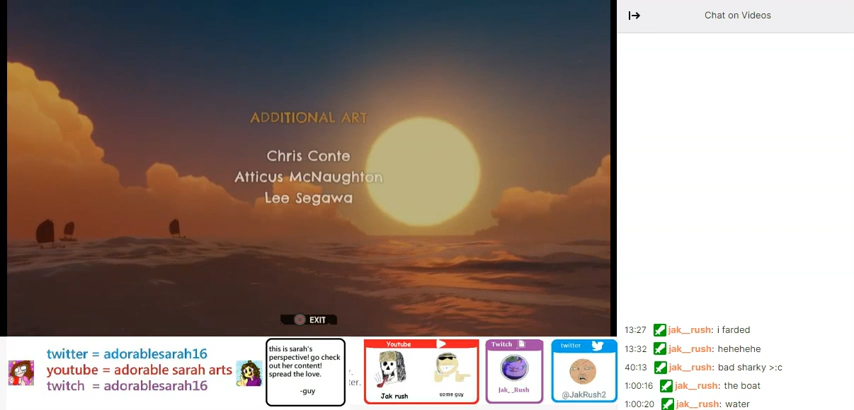 Chat on Videos
ADDITIONAL ART
Chris Conte
Atticus McNaughton
Lee Segawa
EXIT
13:27 jak__rush: i farded
13:32 jak__rush: hehehehe
40:13 jak__rush: bad sharky >:c
1:00:16 jak__rush: the boat
1:00:20 jak__rush: water
twitter = adorablesarah16
youtube = adorable sarah arts
twitch = adorablesarah16
this is sarah's
perspective! go check
out her content!
spread the love.
-guy
Youtube
Jak rush
some guy
Twitch
Jak_ _Rush
twitter
@JakRush2